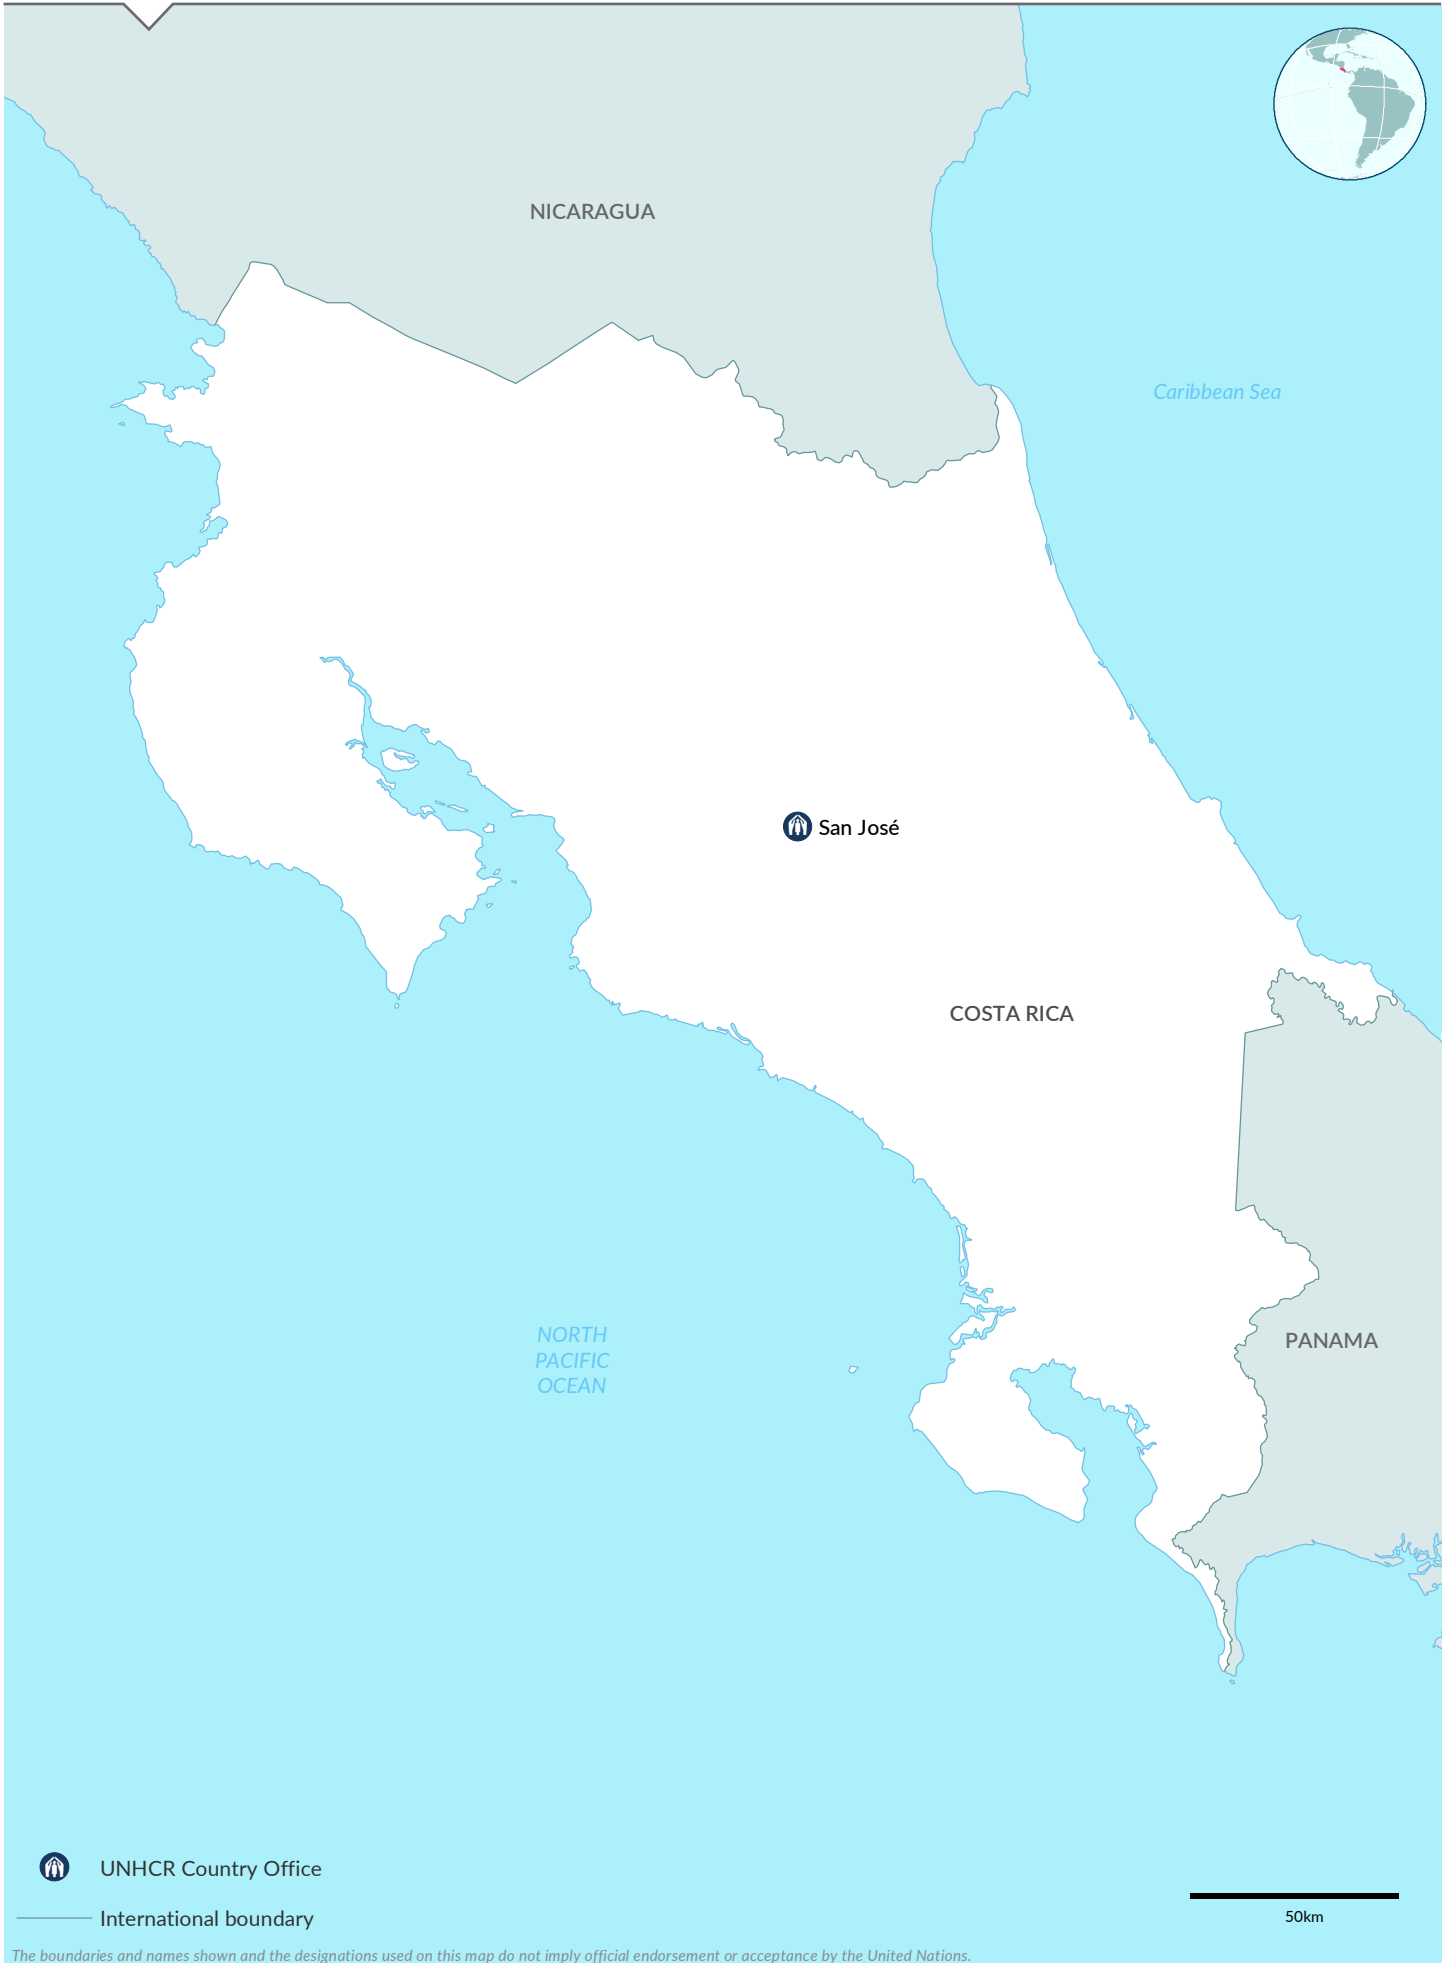 NICARAGUA
Caribbean Sea
San José
COSTA RICA
NORTH
PACIFIC
OCEAN
PANAMA
UNHCR Country Office
International boundary
50km
The boundaries and names shown and the designations used on this map do not imply official endorsement or acceptance by the United Nations.